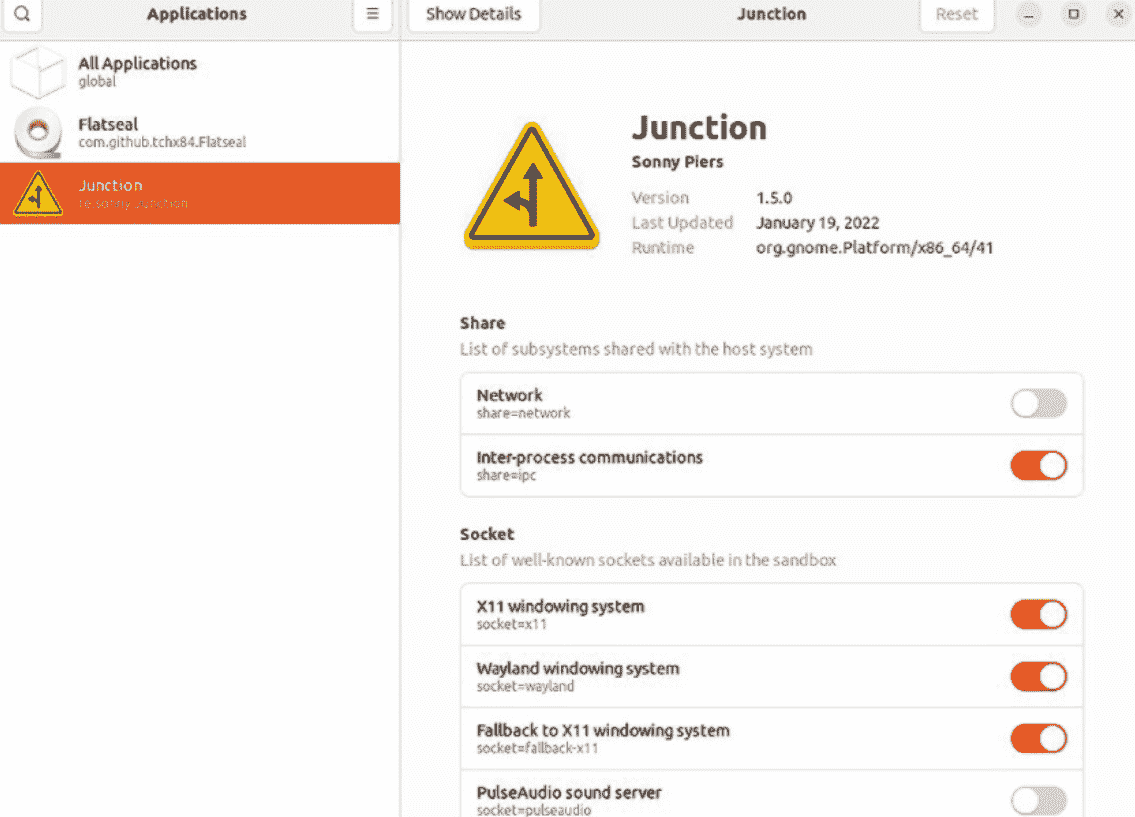 Applications
Show Details
Junction
Reset
All Applications
global
Flatseal
com.github.tchx84.Flatseal
Junction
re.sonny.Junction
Junction
Sonny Piers
Version 1.5.0
Last Updated January 19, 2022
Runtime org.gnome.Platform/x86_64/41
Share
List of subsystems shared with the host system
Network
share=network
Inter-process communications
share=ipc
Socket
List of well-known sockets available in the sandbox
X11 windowing system
socket=x11
Wayland windowing system
socket=wayland
Fallback to X11 windowing system
socket=fallback-x11
PulseAudio sound server
socket=pulseaudio